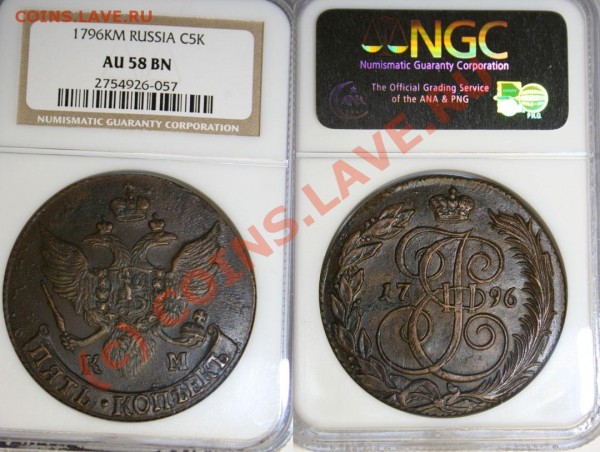 COINS.LAVE.RU
1796KM RUSSIA C5K
AU 58 BN
2754926-057
NUMISMATIC GUARANTY CORPORATION
К М
ПЯТЬ·КОПѢЕКЪ
NGC
Numismatic Guaranty Corporation
The Official Grading Service
of the ANA & PNG
P.N.G.
17 96
(c) COINS.LAVE.RU
COINS.LAVE.RU